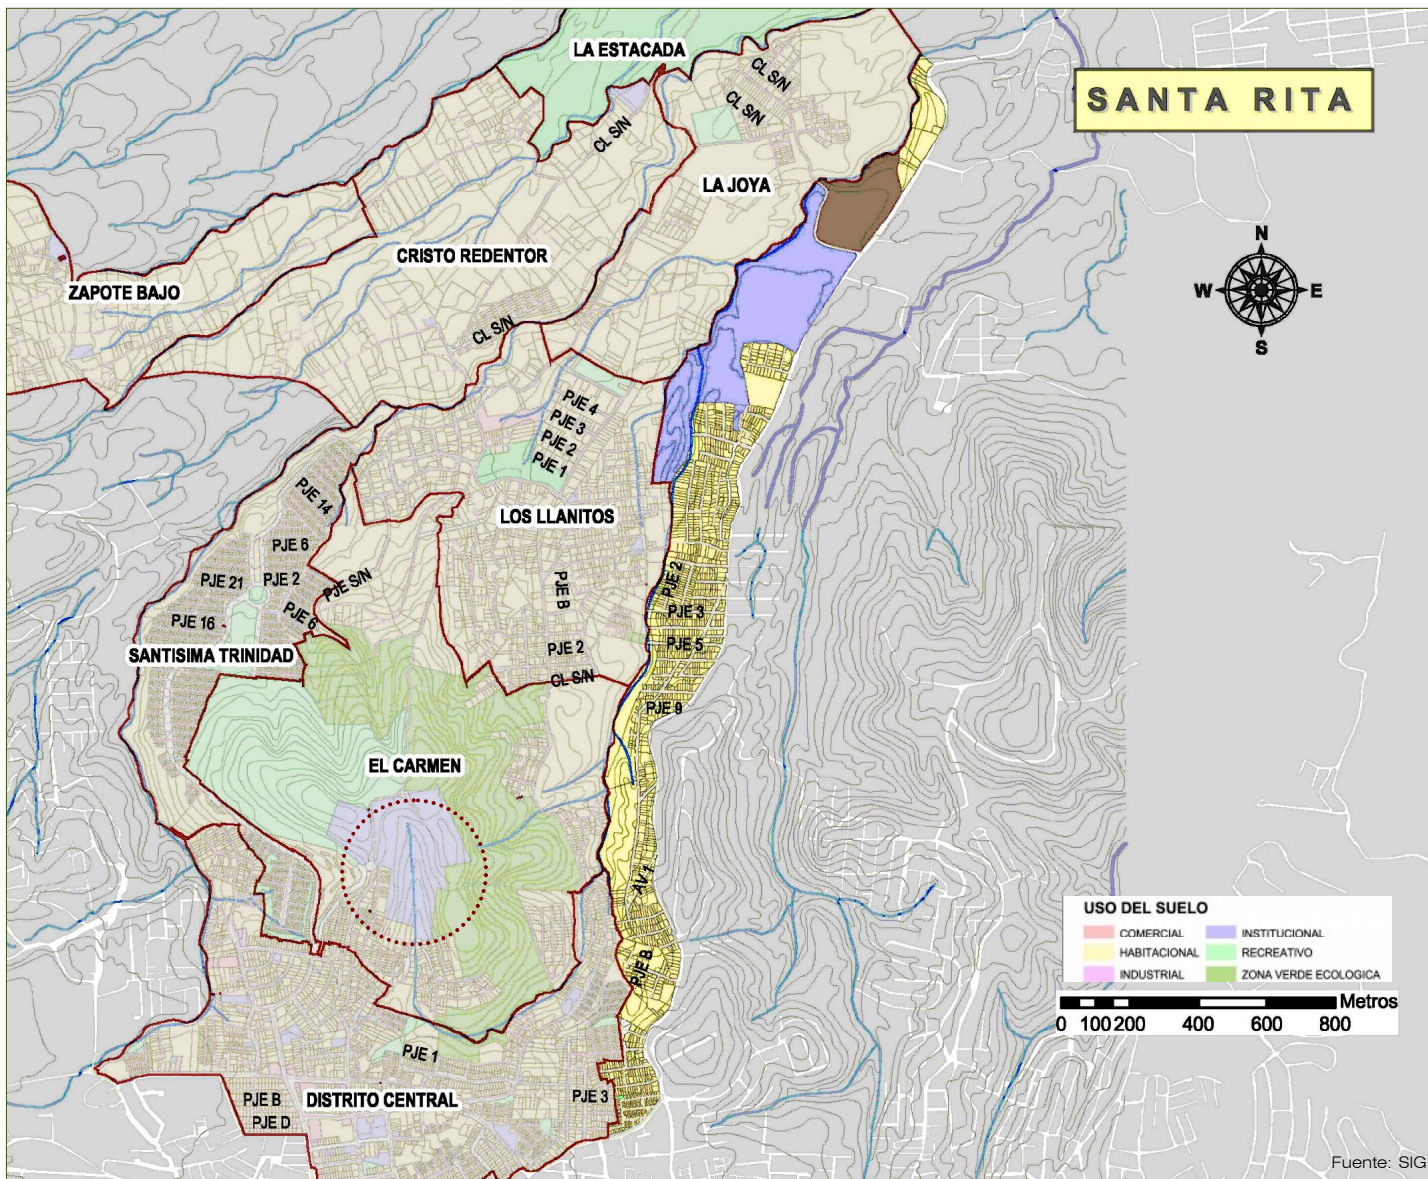 LA ESTACADA
SANTA RITA
CL S/N
CL S/N
CL S/N
LA JOYA
CRISTO REDENTOR
ZAPOTE BAJO
CL S/N
N
W
E
S
PJE 4
PJE 3
PJE 2
PJE 1
PJE 14
LOS LLANITOS
PJE 6
PJE 21
PJE 2
PJE S/N
PJE B
PJE 2
PJE 3
PJE 16
PJE 6
PJE 5
SANTISIMA TRINIDAD
PJE 2
CL S/N
PJE 9
EL CARMEN
AV 1
PJE B
USO DEL SUELO
COMERCIAL
INSTITUCIONAL
HABITACIONAL
RECREATIVO
INDUSTRIAL
ZONA VERDE ECOLOGICA
Metros
0 100 200 400 600 800
PJE 1
PJE B
PJE D
DISTRITO CENTRAL
PJE 3
Fuente: SIG